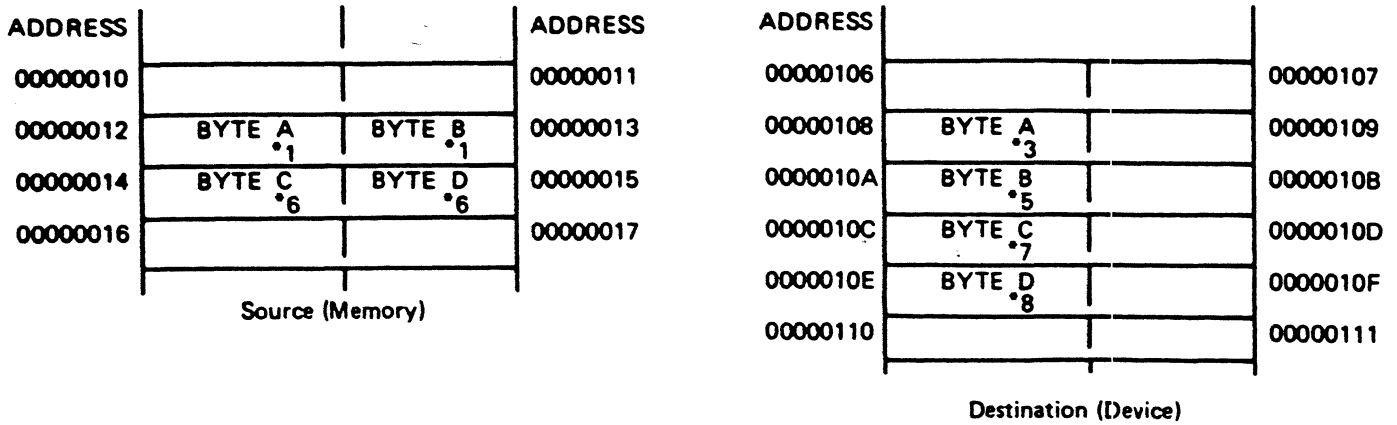 ADDRESS ADDRESS
00000010 00000011
00000012 BYTE A *1 BYTE B *1 00000013
00000014 BYTE C *6 BYTE D *6 00000015
00000016 00000017
Source (Memory)
ADDRESS
00000106 00000107
00000108 BYTE A *3 00000109
0000010A BYTE B *5 0000010B
0000010C BYTE C *7 0000010D
0000010E BYTE D *8 0000010F
00000110 00000111
Destination (Device)